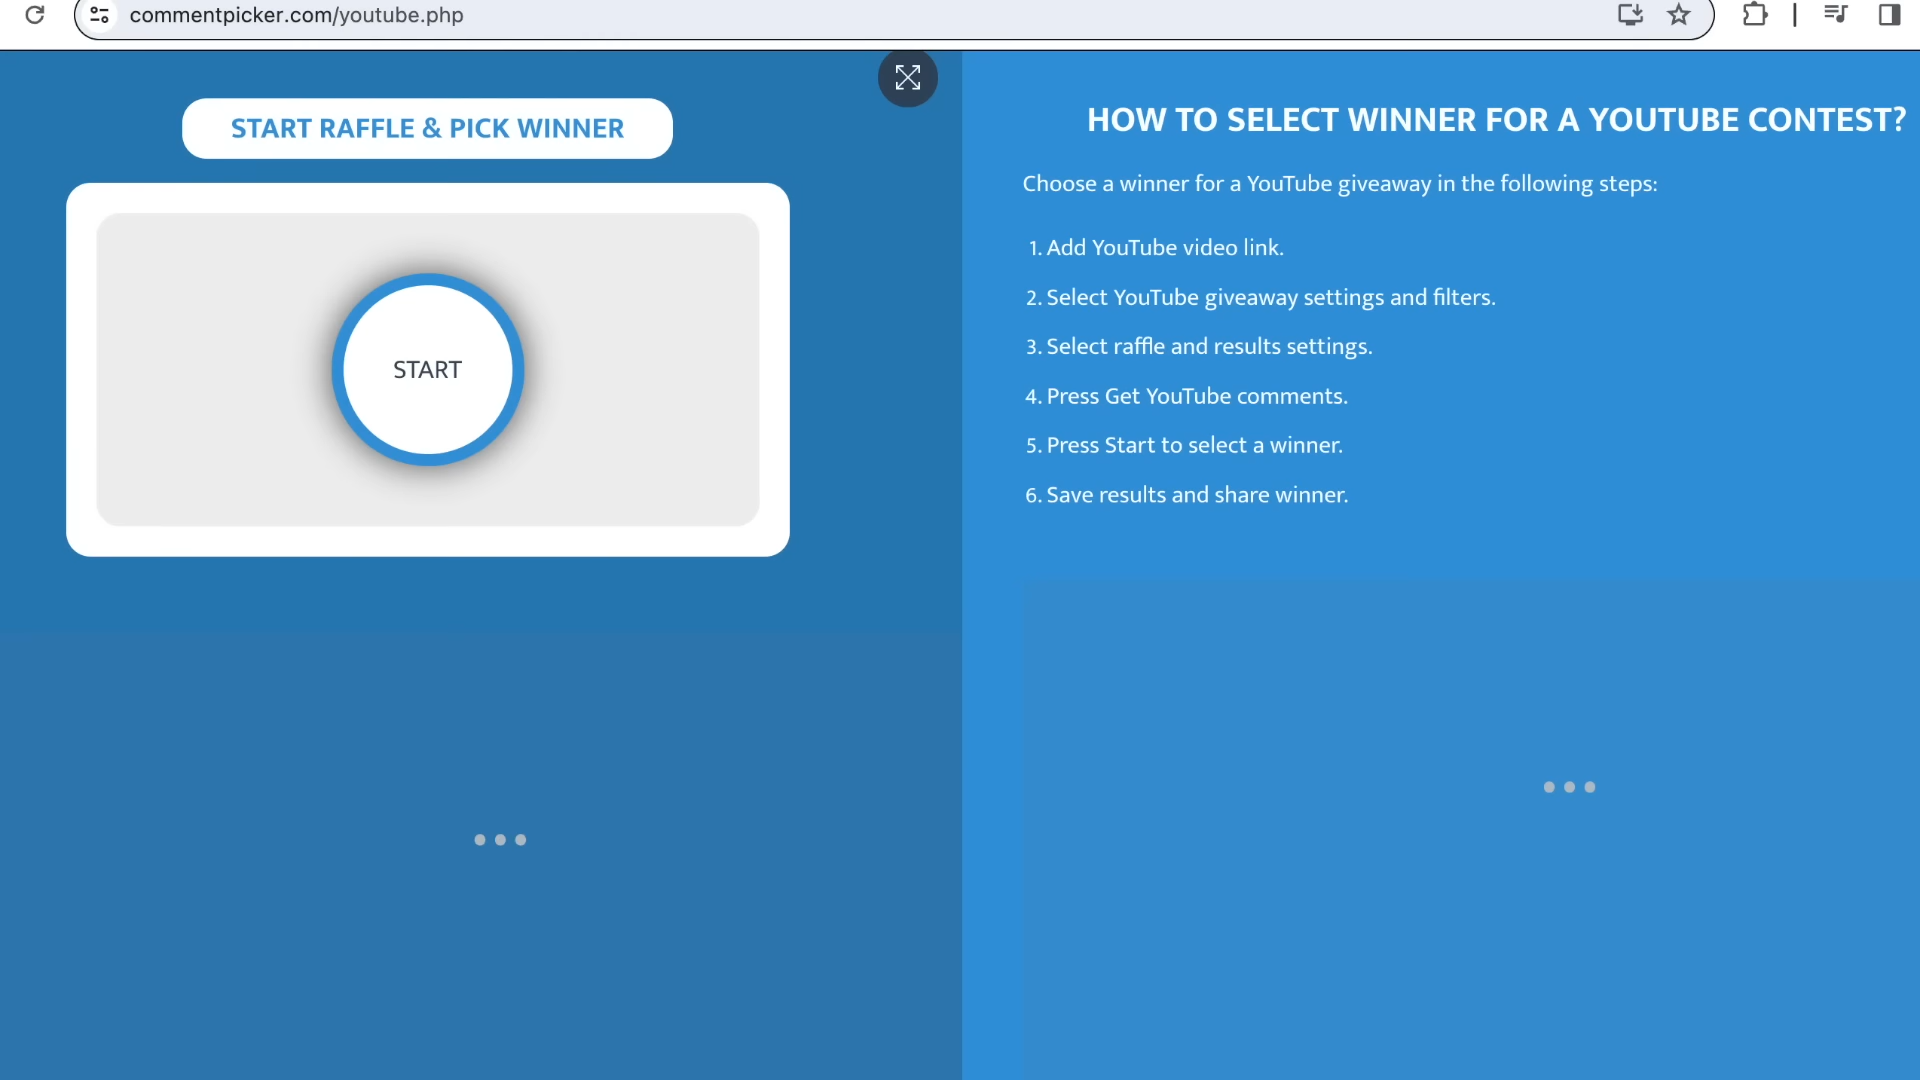 commentpicker.com/youtube.php
START RAFFLE & PICK WINNER
START
HOW TO SELECT WINNER FOR A YOUTUBE CONTEST?
Choose a winner for a YouTube giveaway in the following steps:
1. Add YouTube video link.
2. Select YouTube giveaway settings and filters.
3. Select raffle and results settings.
4. Press Get YouTube comments.
5. Press Start to select a winner.
6. Save results and share winner.